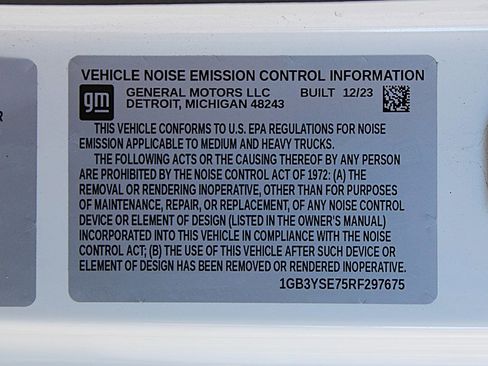 VEHICLE NOISE EMISSION CONTROL INFORMATION
gm GENERAL MOTORS LLC BUILT 12/23
DETROIT, MICHIGAN 48243
THIS VEHICLE CONFORMS TO U.S. EPA REGULATIONS FOR NOISE
EMISSION APPLICABLE TO MEDIUM AND HEAVY TRUCKS.
THE FOLLOWING ACTS OR THE CAUSING THEREOF BY ANY PERSON
ARE PROHIBITED BY THE NOISE CONTROL ACT OF 1972: (A) THE
REMOVAL OR RENDERING INOPERATIVE, OTHER THAN FOR PURPOSES
OF MAINTENANCE, REPAIR, OR REPLACEMENT, OF ANY NOISE CONTROL
DEVICE OR ELEMENT OF DESIGN (LISTED IN THE OWNER'S MANUAL)
INCORPORATED INTO THIS VEHICLE IN COMPLIANCE WITH THE NOISE
CONTROL ACT; (B) THE USE OF THIS VEHICLE AFTER SUCH DEVICE OR
ELEMENT OF DESIGN HAS BEEN REMOVED OR RENDERED INOPERATIVE.
1GB3YSE75RF297675